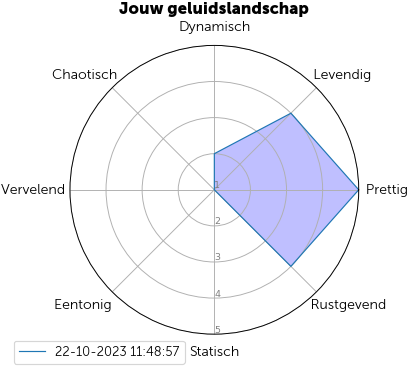 Jouw geluidslandschap
Dynamisch
Chaotisch
Levendig
Vervelend
1
Prettig
2
3
4
Eentonig
Rustgevend
5
22-10-2023 11:48:57
Statisch